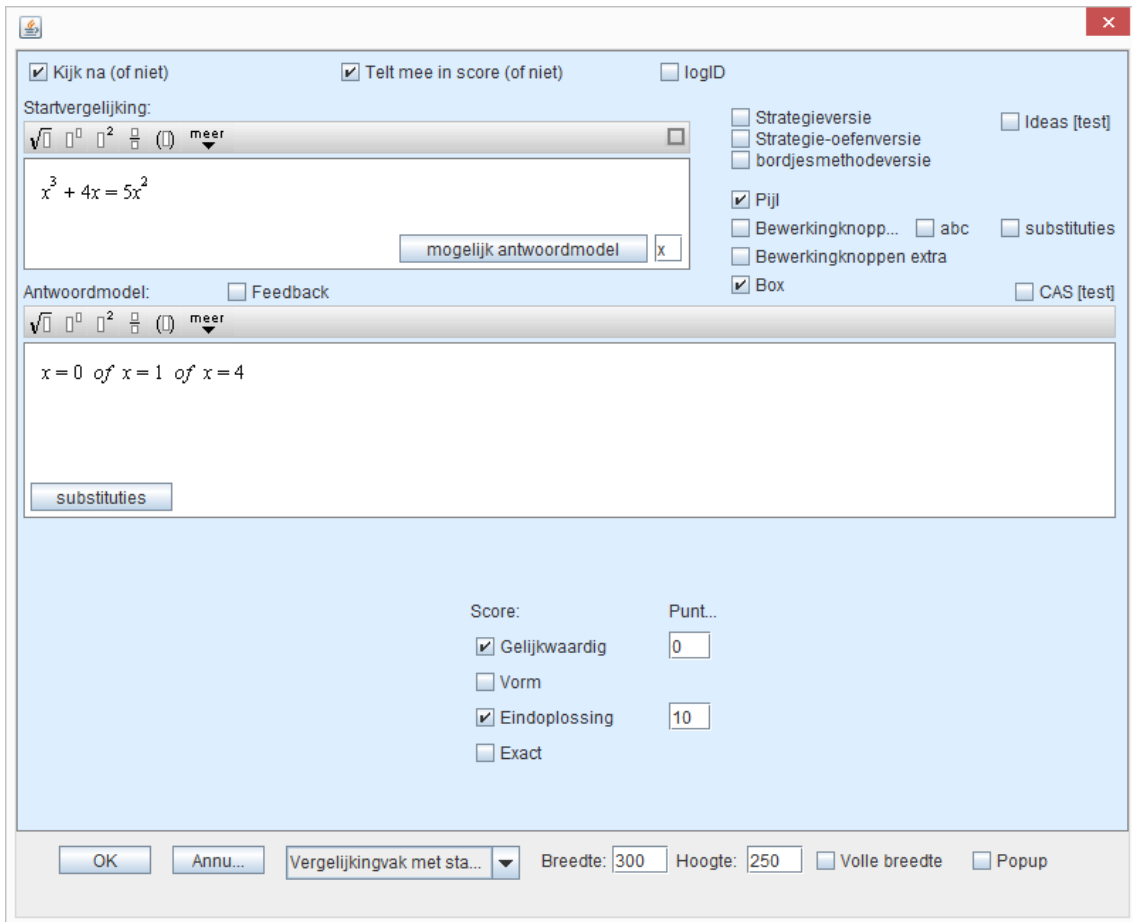 Kijk na (of niet) Telt mee in score (of niet) logID
Startvergelijking:
meer
x³ + 4x = 5x²
mogelijk antwoordmodel x
Strategieversie Ideas [test]
Strategie-oefenversie
bordjesmethodeversie
Pijl
Bewerkingknopp... abc substituties
Bewerkingknoppen extra
Box CAS [test]
Antwoordmodel: Feedback
meer
x = 0 of x = 1 of x = 4
substituties
Score: Punt...
Gelijkwaardig 0
Vorm
Eindoplossing 10
Exact
OK Annu... Vergelijkingvak met sta... Breedte: 300 Hoogte: 250 Volle breedte Popup